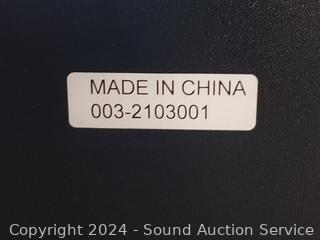 MADE IN CHINA
003-2103001
Copyright 2024 - Sound Auction Service